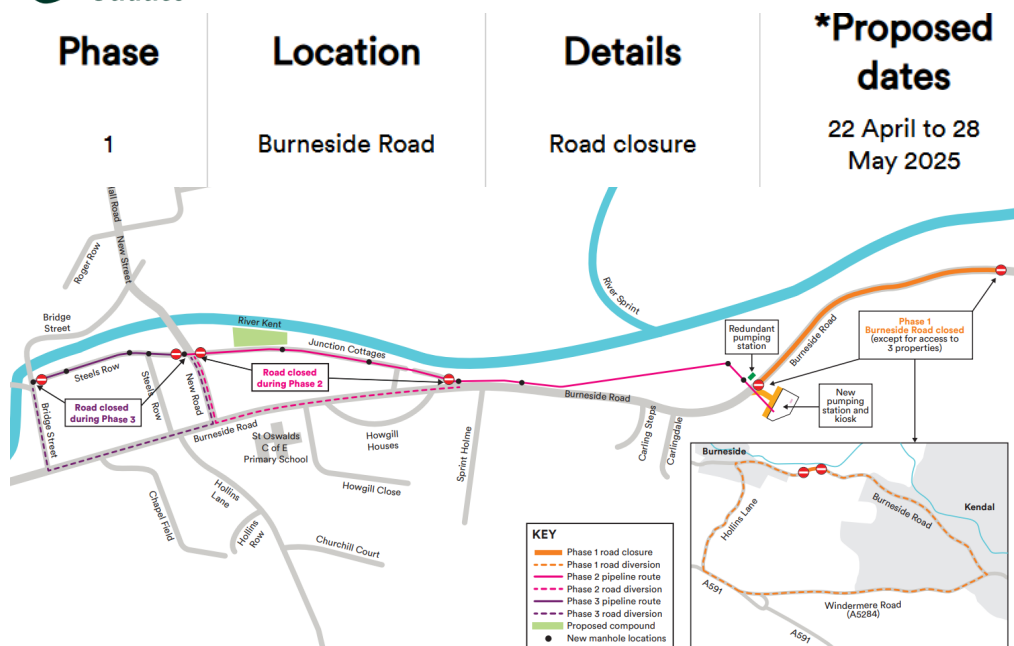 Phase
Location
Details
*Proposed
dates
1
Burneside Road
Road closure
22 April to 28
May 2025
Hall Road
New Street
Roger Row
Bridge
Street
River Kent
Junction Cottages
River Sprint
Steels Row
Steels Row
New Road
Bridge Street
Road closed
during Phase 2
Road closed
during Phase 3
Burneside Road
St Oswalds
C of E
Primary School
Howgill
Houses
Howgill Close
Sprint Holme
Burneside Road
Carling Steps
Carlingdale
Chapel Field
Hollins
Lane
Hollins
Row
Churchill Court
Redundant
pumping
station
Burneside Road
Phase 1
Burneside Road closed
(except for access to
3 properties)
New
pumping
station and
kiosk
KEY
Phase 1 road closure
Phase 1 road diversion
Phase 2 pipeline route
Phase 2 road diversion
Phase 3 pipeline route
Phase 3 road diversion
Proposed compound
New manhole locations
Burneside
Hollins Lane
Burneside Road
Kendal
A591
Windermere Road
(A5284)
A591